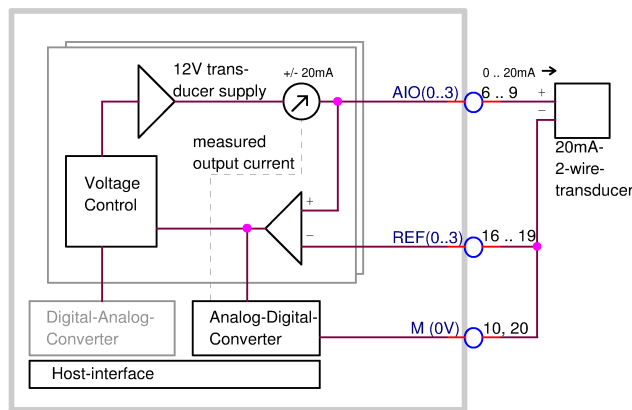 12V trans-
ducer supply
+/- 20mA
0 .. 20mA
AIO(0..3)
6 .. 9
+
−
20mA-
2-wire-
transducer
measured
output current
Voltage
Control
+
−
REF(0..3)
16 .. 19
Digital-Analog-
Converter
Analog-Digital-
Converter
M (0V)
10, 20
Host-interface